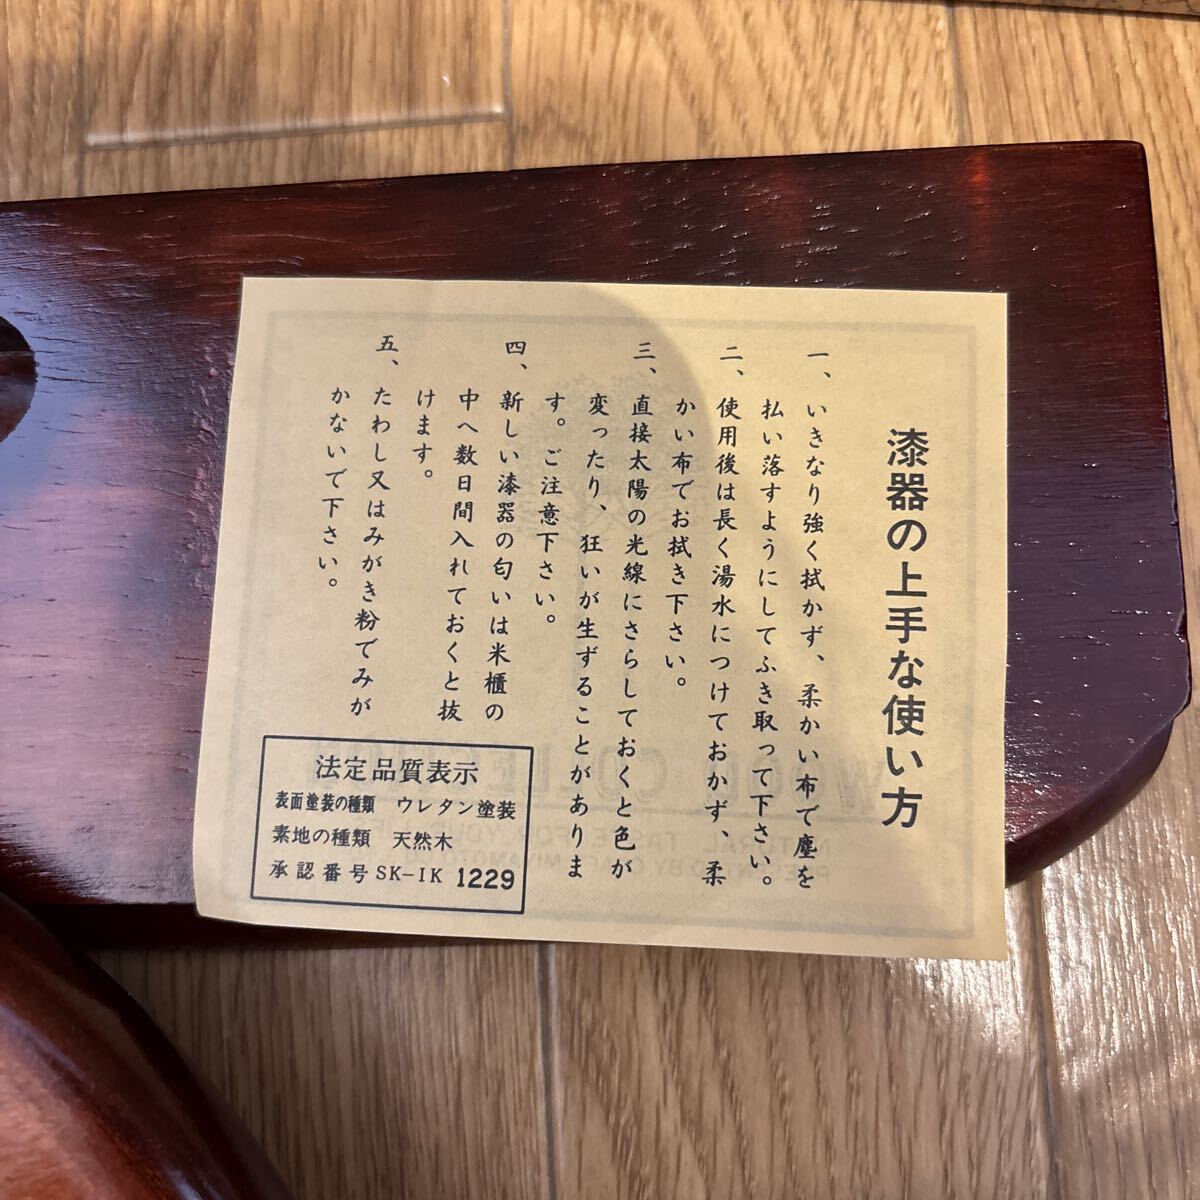 漆器の上手な使い方
一、いきなり強く拭かず、柔かい布で塵を
払い落すようにしてふき取って下さい。
二、使用後は長く湯水につけておかず、柔
かい布でお拭き下さい。
三、直接太陽の光線にさらしておくと色が
変ったり、狂いが生ずることがありま
す。ご注意下さい。
四、新しい漆器の匂いは米櫃の
中へ数日間入れておくと抜
けます。
五、たわし又はみがき粉でみが
かないで下さい。
法定品質表示
表面塗装の種類 ウレタン塗装
素地の種類 天然木
承認番号 SK-IK 1229